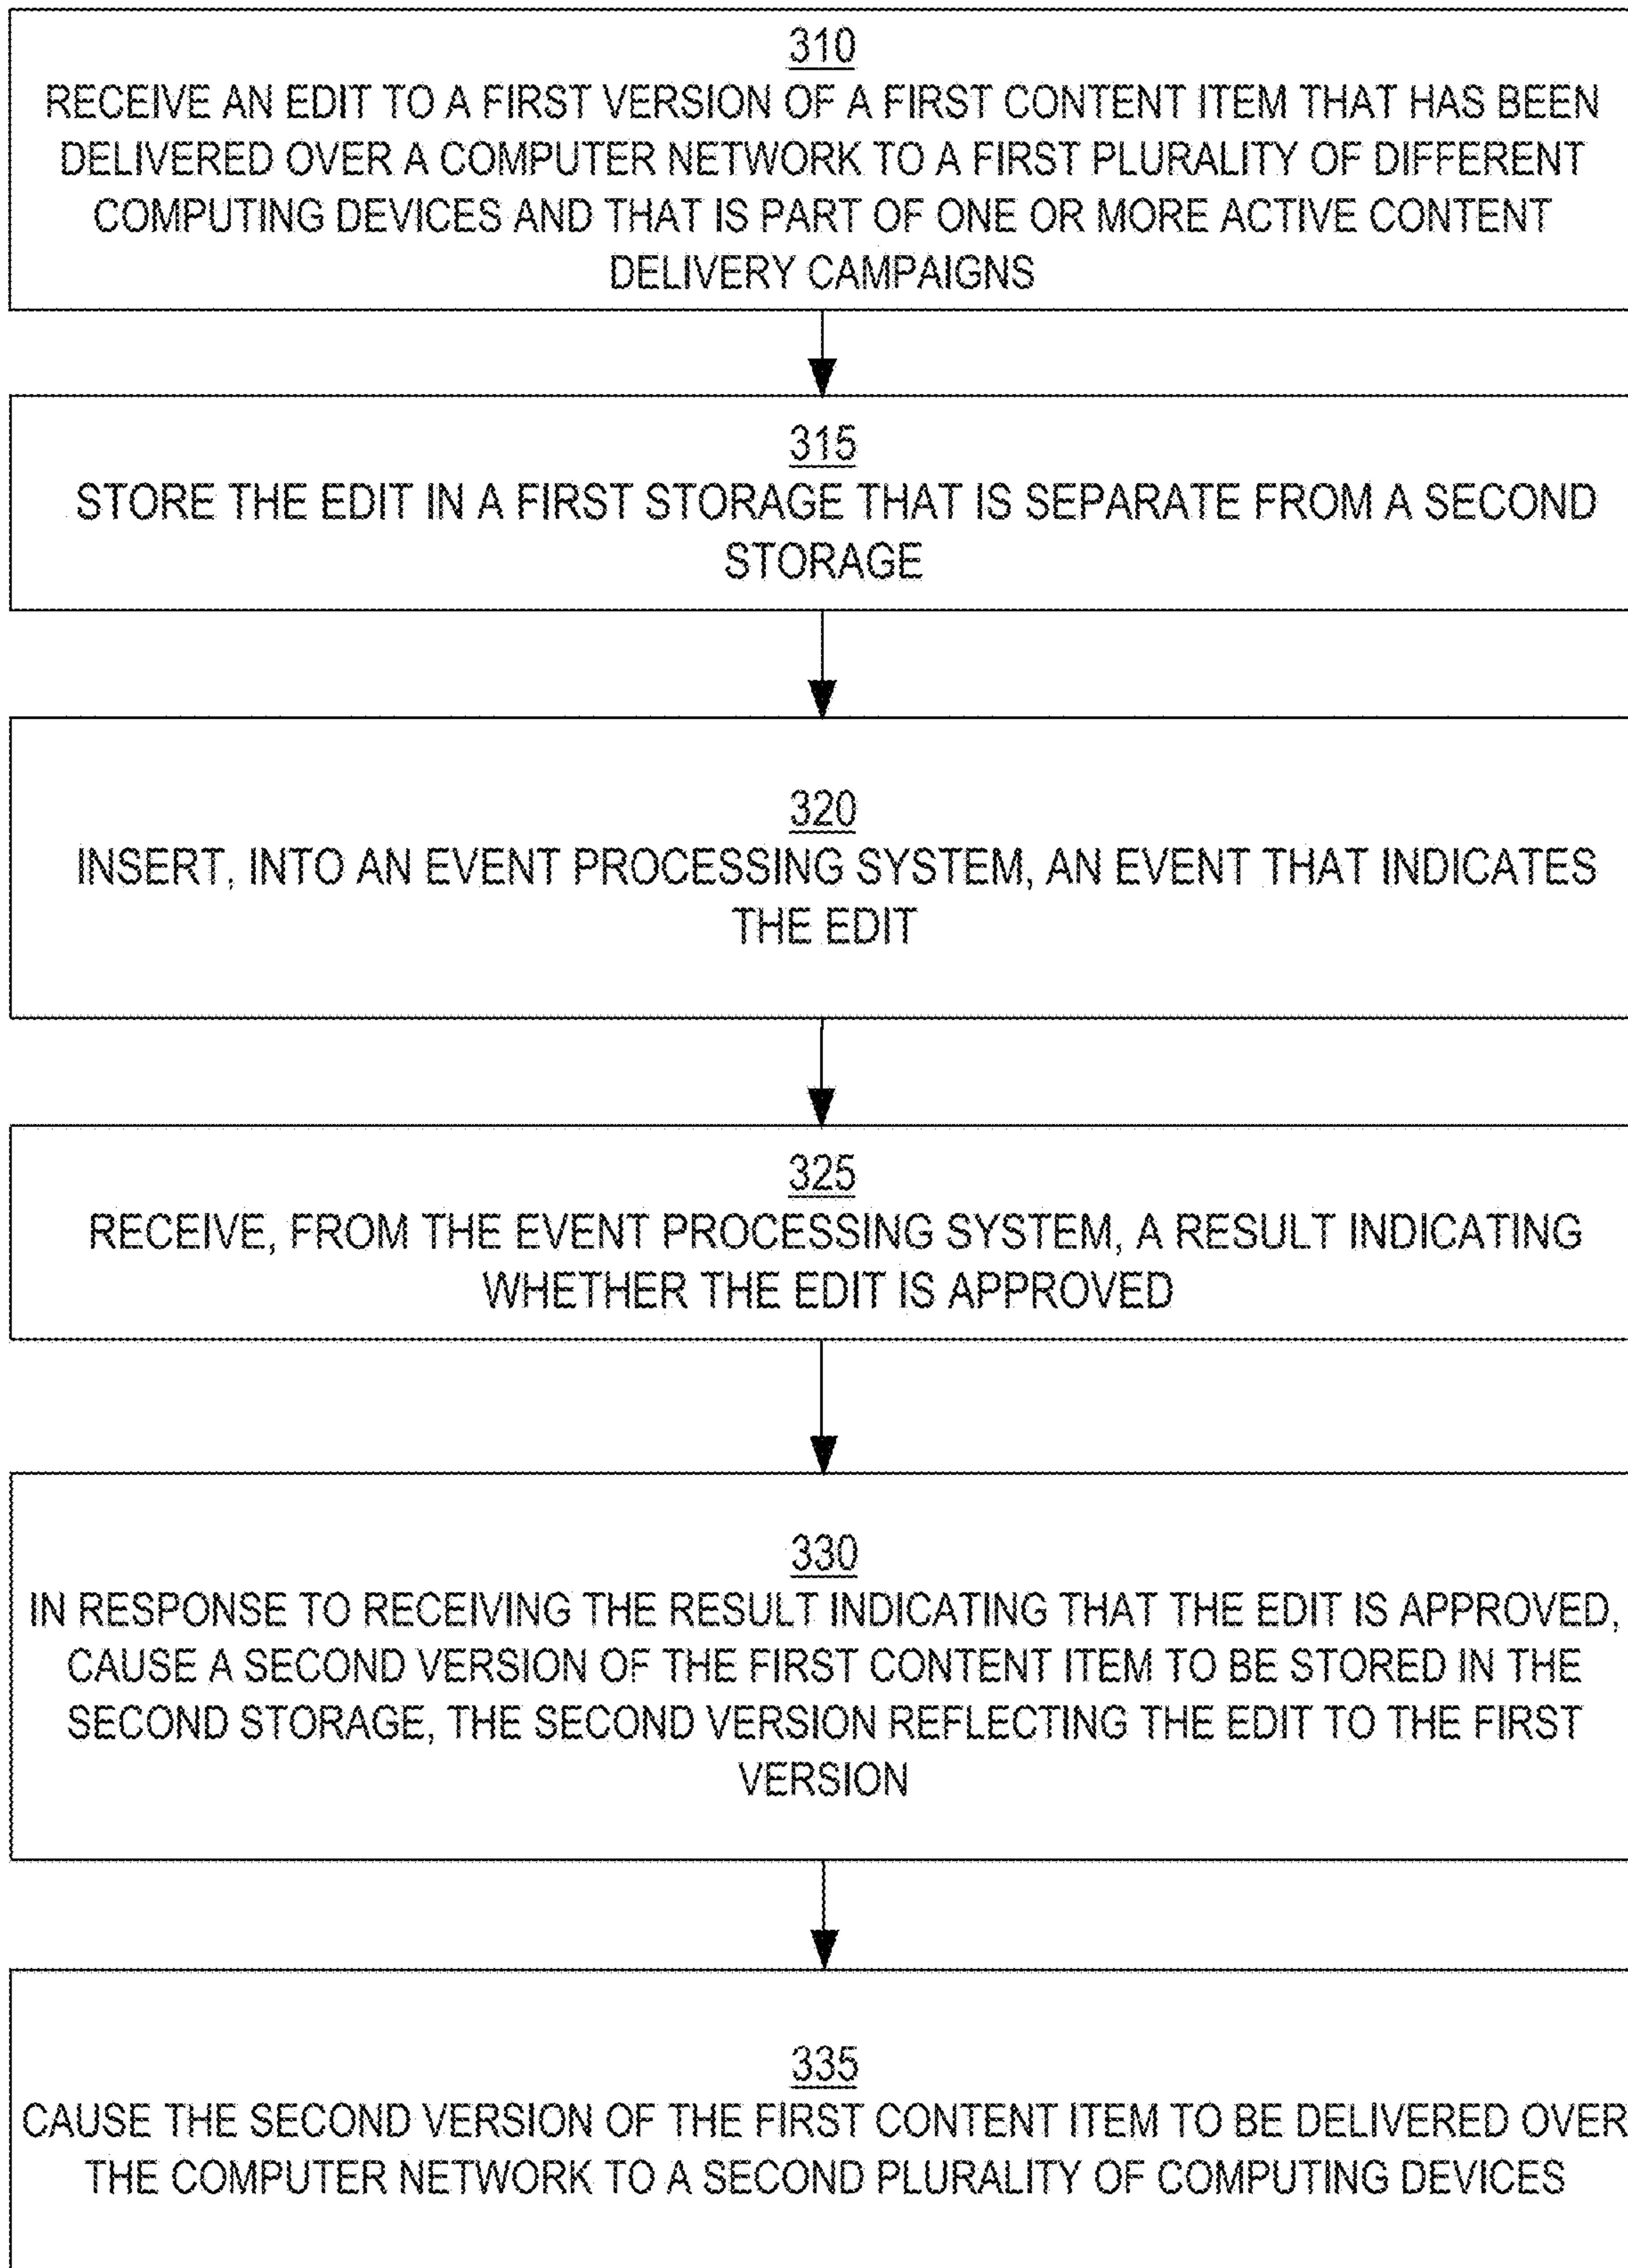 310
RECEIVE AN EDIT TO A FIRST VERSION OF A FIRST CONTENT ITEM THAT HAS BEEN
DELIVERED OVER A COMPUTER NETWORK TO A FIRST PLURALITY OF DIFFERENT
COMPUTING DEVICES AND THAT IS PART OF ONE OR MORE ACTIVE CONTENT
DELIVERY CAMPAIGNS
315
STORE THE EDIT IN A FIRST STORAGE THAT IS SEPARATE FROM A SECOND
STORAGE
320
INSERT, INTO AN EVENT PROCESSING SYSTEM, AN EVENT THAT INDICATES
THE EDIT
325
RECEIVE, FROM THE EVENT PROCESSING SYSTEM, A RESULT INDICATING
WHETHER THE EDIT IS APPROVED
330
IN RESPONSE TO RECEIVING THE RESULT INDICATING THAT THE EDIT IS APPROVED,
CAUSE A SECOND VERSION OF THE FIRST CONTENT ITEM TO BE STORED IN THE
SECOND STORAGE, THE SECOND VERSION REFLECTING THE EDIT TO THE FIRST
VERSION
335
CAUSE THE SECOND VERSION OF THE FIRST CONTENT ITEM TO BE DELIVERED OVER
THE COMPUTER NETWORK TO A SECOND PLURALITY OF COMPUTING DEVICES